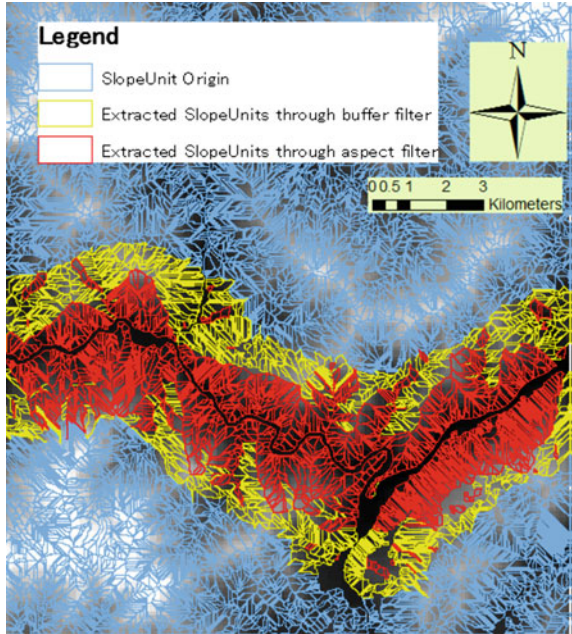 Legend
SlopeUnit Origin
Extracted SlopeUnits through buffer filter
Extracted SlopeUnits through aspect filter
N
0 0.5 1 2 3
Kilometers